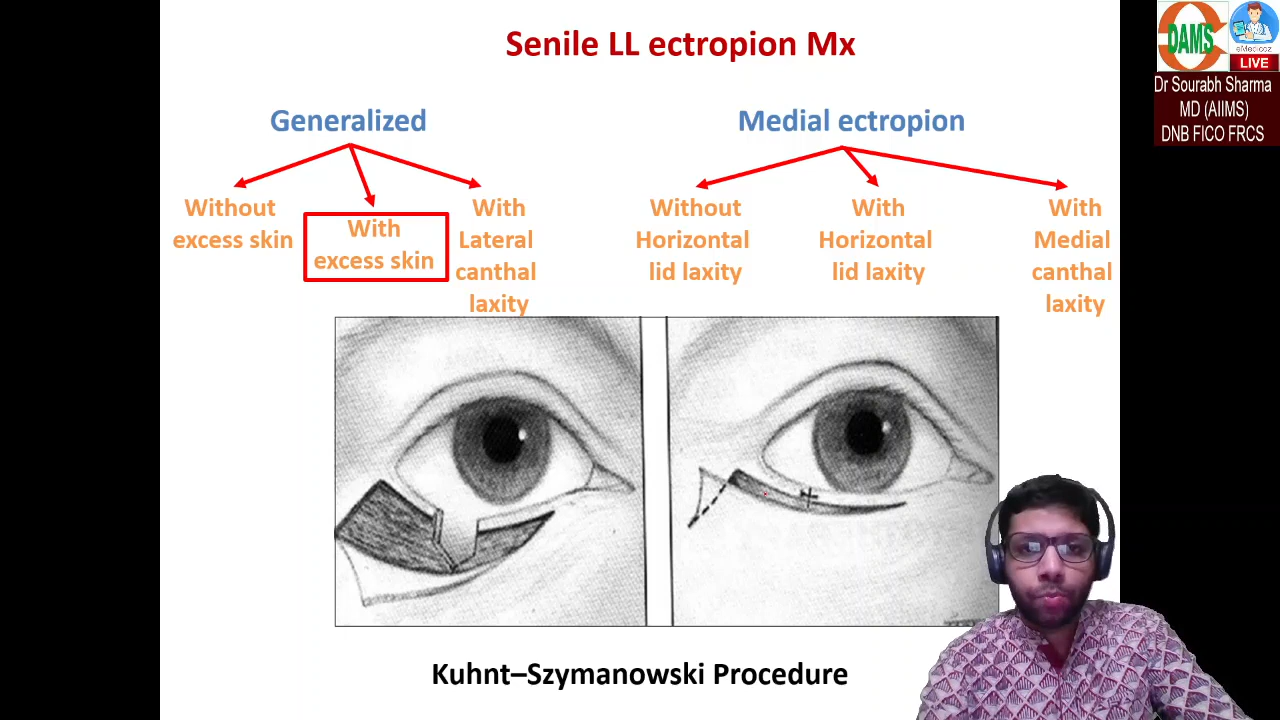 Senile LL ectropion Mx
DAMS
eMedicoz
LIVE
Dr Sourabh Sharma
MD (AIIMS)
DNB FICO FRCS
Generalized
Medial ectropion
Without
excess skin
With
excess skin
With
Lateral
canthal
laxity
Without
Horizontal
lid laxity
With
Horizontal
lid laxity
With
Medial
canthal
laxity
Kuhnt–Szymanowski Procedure